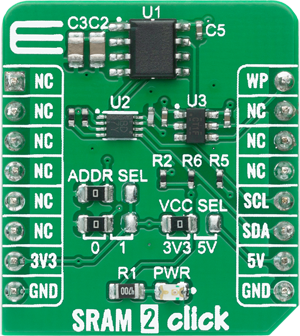 U1
C3C2
C5
NC
WP
U2
U3
NC
NC
NC
NC
NC
R2 R6 R5
NC
ADDR SEL
NC
SCL
VCC SEL
NC
SDA
0 1
3V3 5V
3V3
5V
R1
PWR
GND
GND
4700
SRAM 2 click